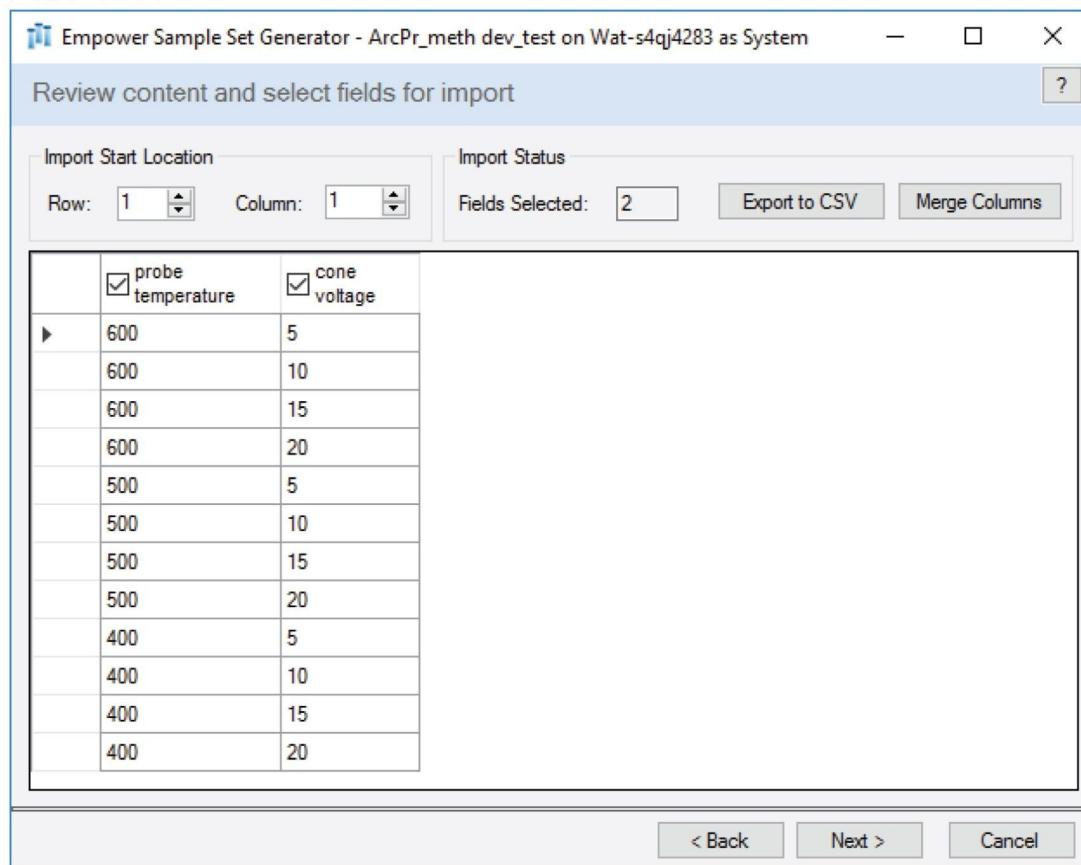 Empower Sample Set Generator - ArcPr_meth dev_test on Wat-s4qj4283 as System
Review content and select fields for import
?
Import Start Location
Import Status
Row: 1 Column: 1 Fields Selected: 2 Export to CSV Merge Columns
probe temperature cone voltage
600 5
600 10
600 15
600 20
500 5
500 10
500 15
500 20
400 5
400 10
400 15
400 20
< Back Next > Cancel